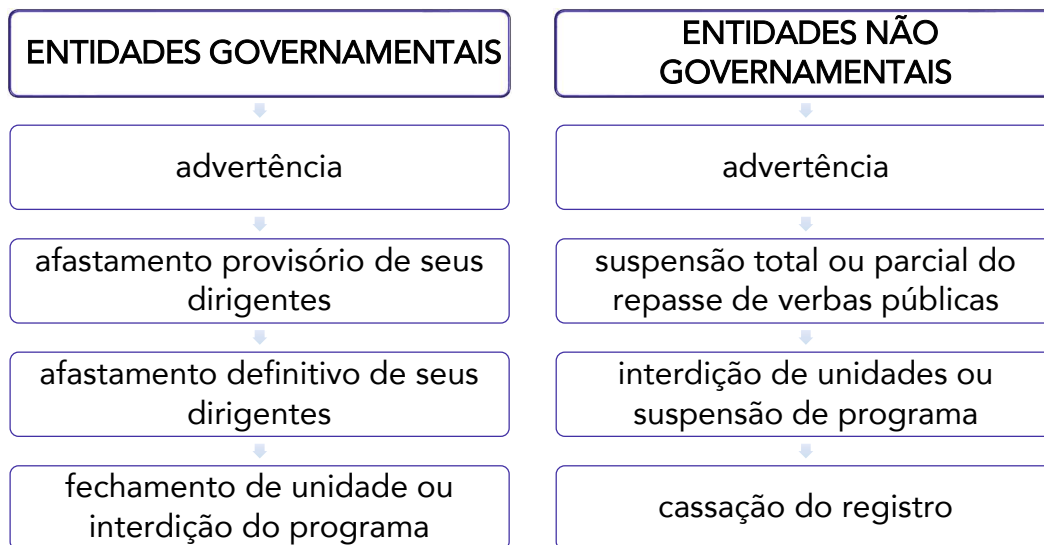 ENTIDADES GOVERNAMENTAIS
advertência
afastamento provisório de seus
dirigentes
afastamento definitivo de seus
dirigentes
fechamento de unidade ou
interdição do programa
ENTIDADES NÃO
GOVERNAMENTAIS
advertência
suspensão total ou parcial do
repasse de verbas públicas
interdição de unidades ou
suspensão de programa
cassação do registro